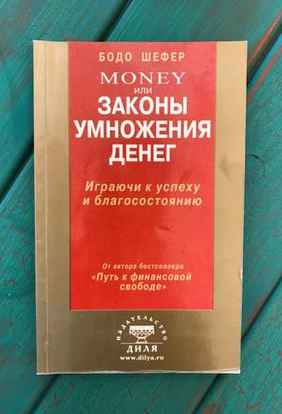 БОДО ШЕФЕР
MONEY
ИЛИ
ЗАКОНЫ
УМНОЖЕНИЯ
ДЕНЕГ
Играючи к успеху
и благосостоянию
От автора бестселлера
«Путь к финансовой
свободе»
ИЗДАТЕЛЬСТВО
ДИЛЯ
www.dilya.ru